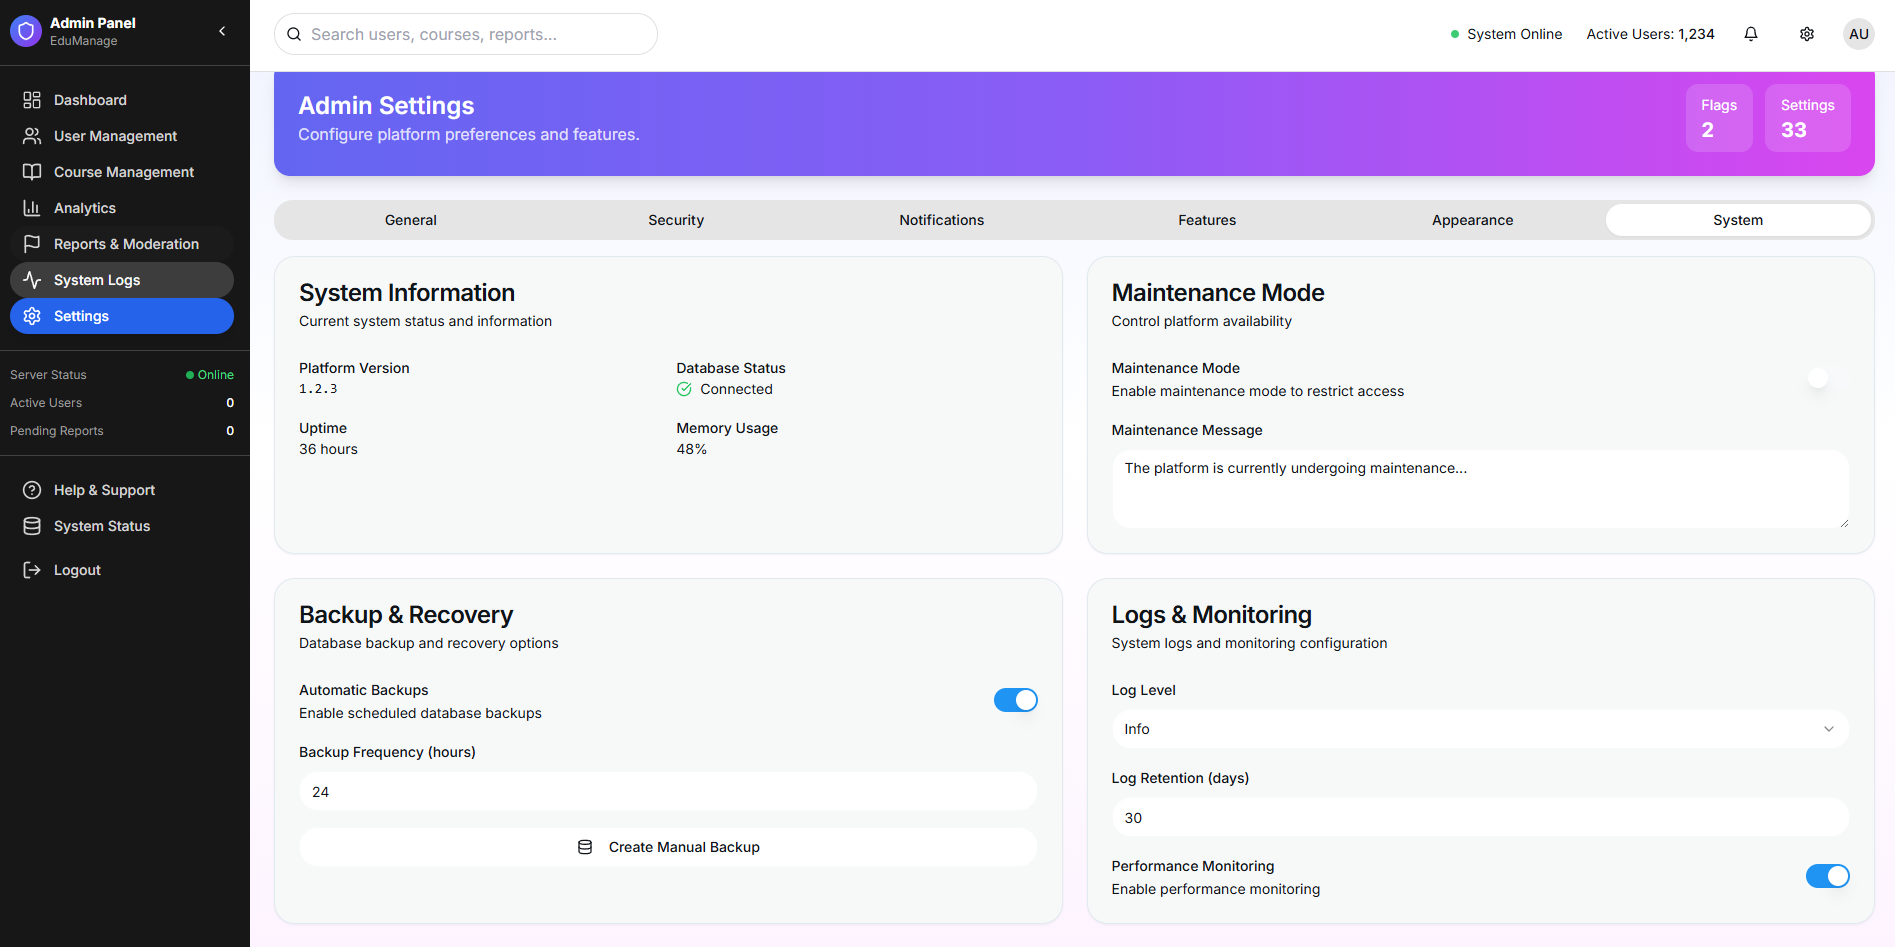 Admin Panel
EduManage
Dashboard
User Management
Course Management
Analytics
Reports & Moderation
System Logs
Settings
Server Status
Online
Active Users
0
Pending Reports
0
Help & Support
System Status
Logout
Search users, courses, reports...
System Online
Active Users: 1,234
AU
Admin Settings
Configure platform preferences and features.
Flags
2
Settings
33
General
Security
Notifications
Features
Appearance
System
System Information
Current system status and information
Platform Version
1.2.3
Database Status
Connected
Uptime
36 hours
Memory Usage
48%
Maintenance Mode
Control platform availability
Maintenance Mode
Enable maintenance mode to restrict access
Maintenance Message
The platform is currently undergoing maintenance...
Backup & Recovery
Database backup and recovery options
Automatic Backups
Enable scheduled database backups
Backup Frequency (hours)
24
Create Manual Backup
Logs & Monitoring
System logs and monitoring configuration
Log Level
Info
Log Retention (days)
30
Performance Monitoring
Enable performance monitoring